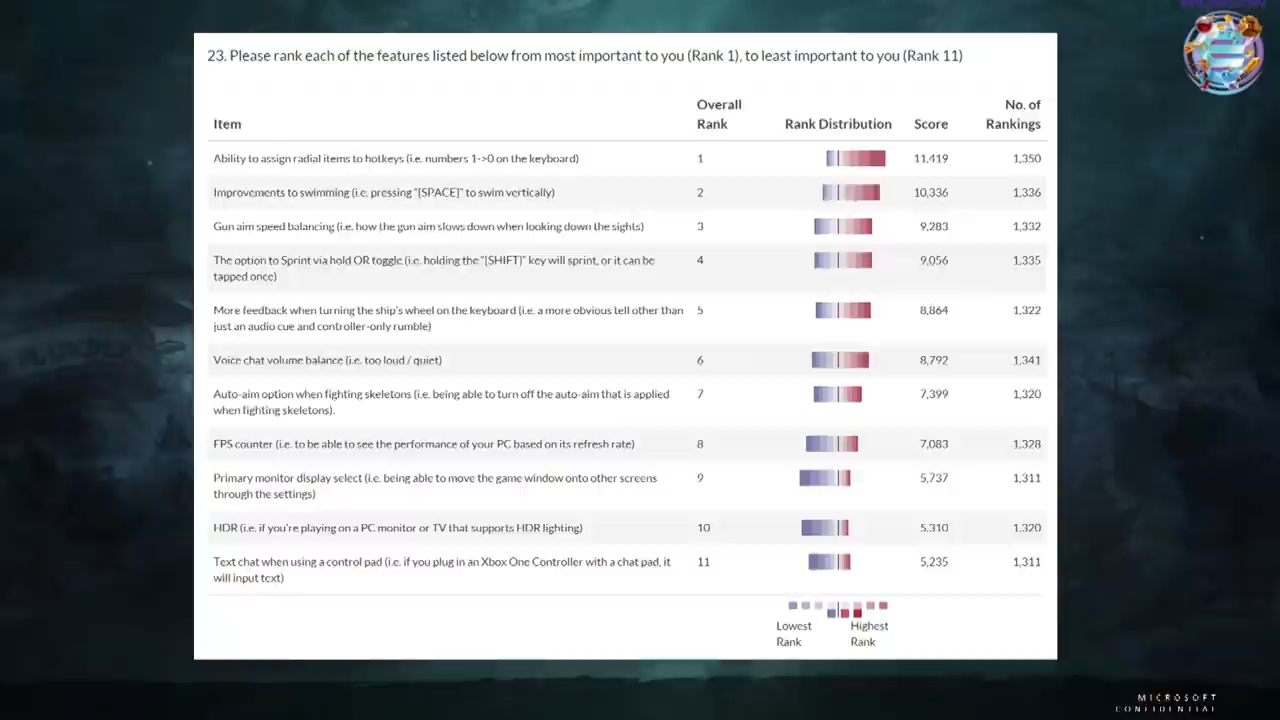 23. Please rank each of the features listed below from most important to you (Rank 1), to least important to you (Rank 11)
Item Overall Rank Rank Distribution Score No. of Rankings
Ability to assign radial items to hotkeys (i.e. numbers 1->0 on the keyboard) 1 11,419 1,350
Improvements to swimming (i.e. pressing "[SPACE]" to swim vertically) 2 10,336 1,336
Gun aim speed balancing (i.e. how the gun aim slows down when looking down the sights) 3 9,283 1,332
The option to Sprint via hold OR toggle (i.e. holding the "[SHIFT]" key will sprint, or it can be
tapped once) 4 9,056 1,335
More feedback when turning the ship's wheel on the keyboard (i.e. a more obvious tell other than
just an audio cue and controller-only rumble) 5 8,864 1,322
Voice chat volume balance (i.e. too loud / quiet) 6 8,792 1,341
Auto-aim option when fighting skeletons (i.e. being able to turn off the auto-aim that is applied
when fighting skeletons). 7 7,399 1,320
FPS counter (i.e. to be able to see the performance of your PC based on its refresh rate) 8 7,083 1,328
Primary monitor display select (i.e. being able to move the game window onto other screens
through the settings) 9 5,737 1,311
HDR (i.e. if you're playing on a PC monitor or TV that supports HDR lighting) 10 5,310 1,320
Text chat when using a control pad (i.e. if you plug in an Xbox One Controller with a chat pad, it
will input text) 11 5,235 1,311
Lowest Rank Highest Rank
MICROSOFT
CONFIDENTIAL